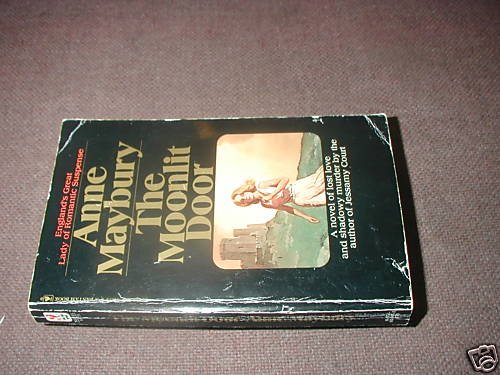 England's Great
Lady of Romantic Suspense
Anne
Maybury
The
Moonlit
Door
A novel of lost love
and shadowy murder by the
author of Jessamy Court